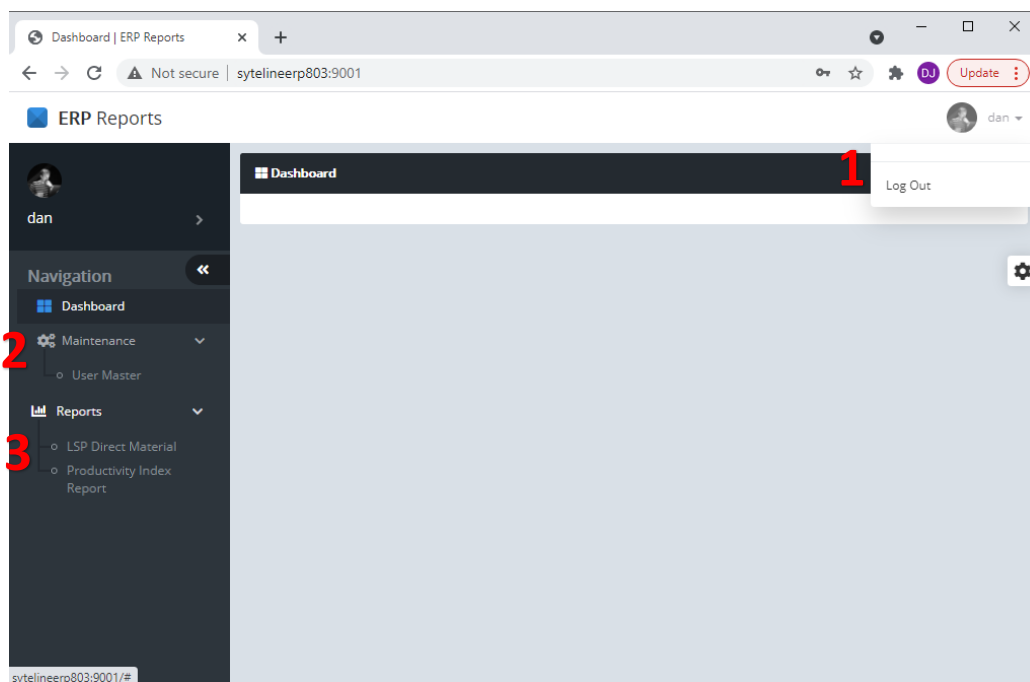 Dashboard | ERP Reports
Not secure | sytelineerp803:9001
DJ
Update
ERP Reports
dan
1
Log Out
Dashboard
dan
Navigation
Dashboard
2
Maintenance
User Master
Reports
3
LSP Direct Material
Productivity Index
Report
sytelineerp803:9001/#